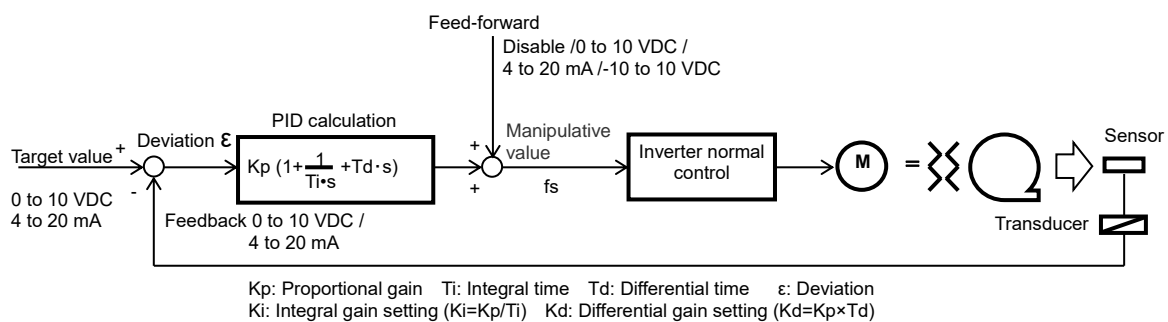 Feed-forward
Disable /0 to 10 VDC /
4 to 20 mA /-10 to 10 VDC
PID calculation
Deviation ε
Target value
+
-
0 to 10 VDC
4 to 20 mA
Kp (1+ 1/Ti•s +Td·s)
+
+
Manipulative
value
fs
Inverter normal
control
M
=
Sensor
Transducer
Feedback 0 to 10 VDC /
4 to 20 mA
Kp: Proportional gain Ti: Integral time Td: Differential time ε: Deviation
Ki: Integral gain setting (Ki=Kp/Ti) Kd: Differential gain setting (Kd=Kp×Td)